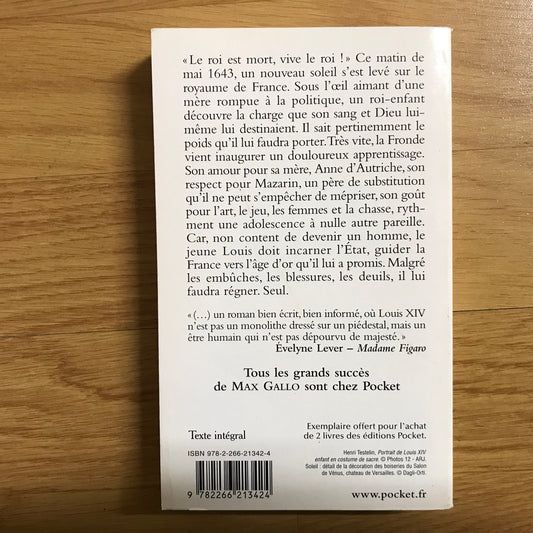 « Le roi est mort, vive le roi ! » Ce matin de
mai 1643, un nouveau soleil s'est levé sur le
royaume de France. Sous l'œil aimant d'une
mère rompue à la politique, un roi-enfant
découvre la charge que son sang et Dieu lui-
même lui destinaient. Il sait pertinemment le
poids qu'il lui faudra porter. Très vite, la Fronde
vient inaugurer un douloureux apprentissage.
Son amour pour sa mère, Anne d'Autriche, son
respect pour Mazarin, un père de substitution
qu'il ne peut s'empêcher de mépriser, son goût
pour l'art, le jeu, les femmes et la chasse, ryth-
ment une adolescence à nulle autre pareille.
Car, non content de devenir un homme, le
jeune Louis doit incarner l'État, guider la
France vers l'âge d'or qu'il lui a promis. Malgré
les embûches, les blessures, les deuils, il lui
faudra régner. Seul.
« (…) un roman bien écrit, bien informé, où Louis XIV
n'est pas un monolithe dressé sur un piédestal, mais un
être humain qui n'est pas dépourvu de majesté. »
Évelyne Lever – Madame Figaro
Tous les grands succès
de MAX GALLO sont chez Pocket
Exemplaire offert pour l'achat
de 2 livres des éditions Pocket.
Texte intégral
Henri Testelin, Portrait de Louis XIV
enfant en costume de sacre. © Photos 12 - ARJ.
Soleil : détail de la décoration des boiseries du Salon
de Vénus, chateau de Versailles. © Dagli-Orti.
ISBN 978-2-266-21342-4
9 782266 213424
www.pocket.fr